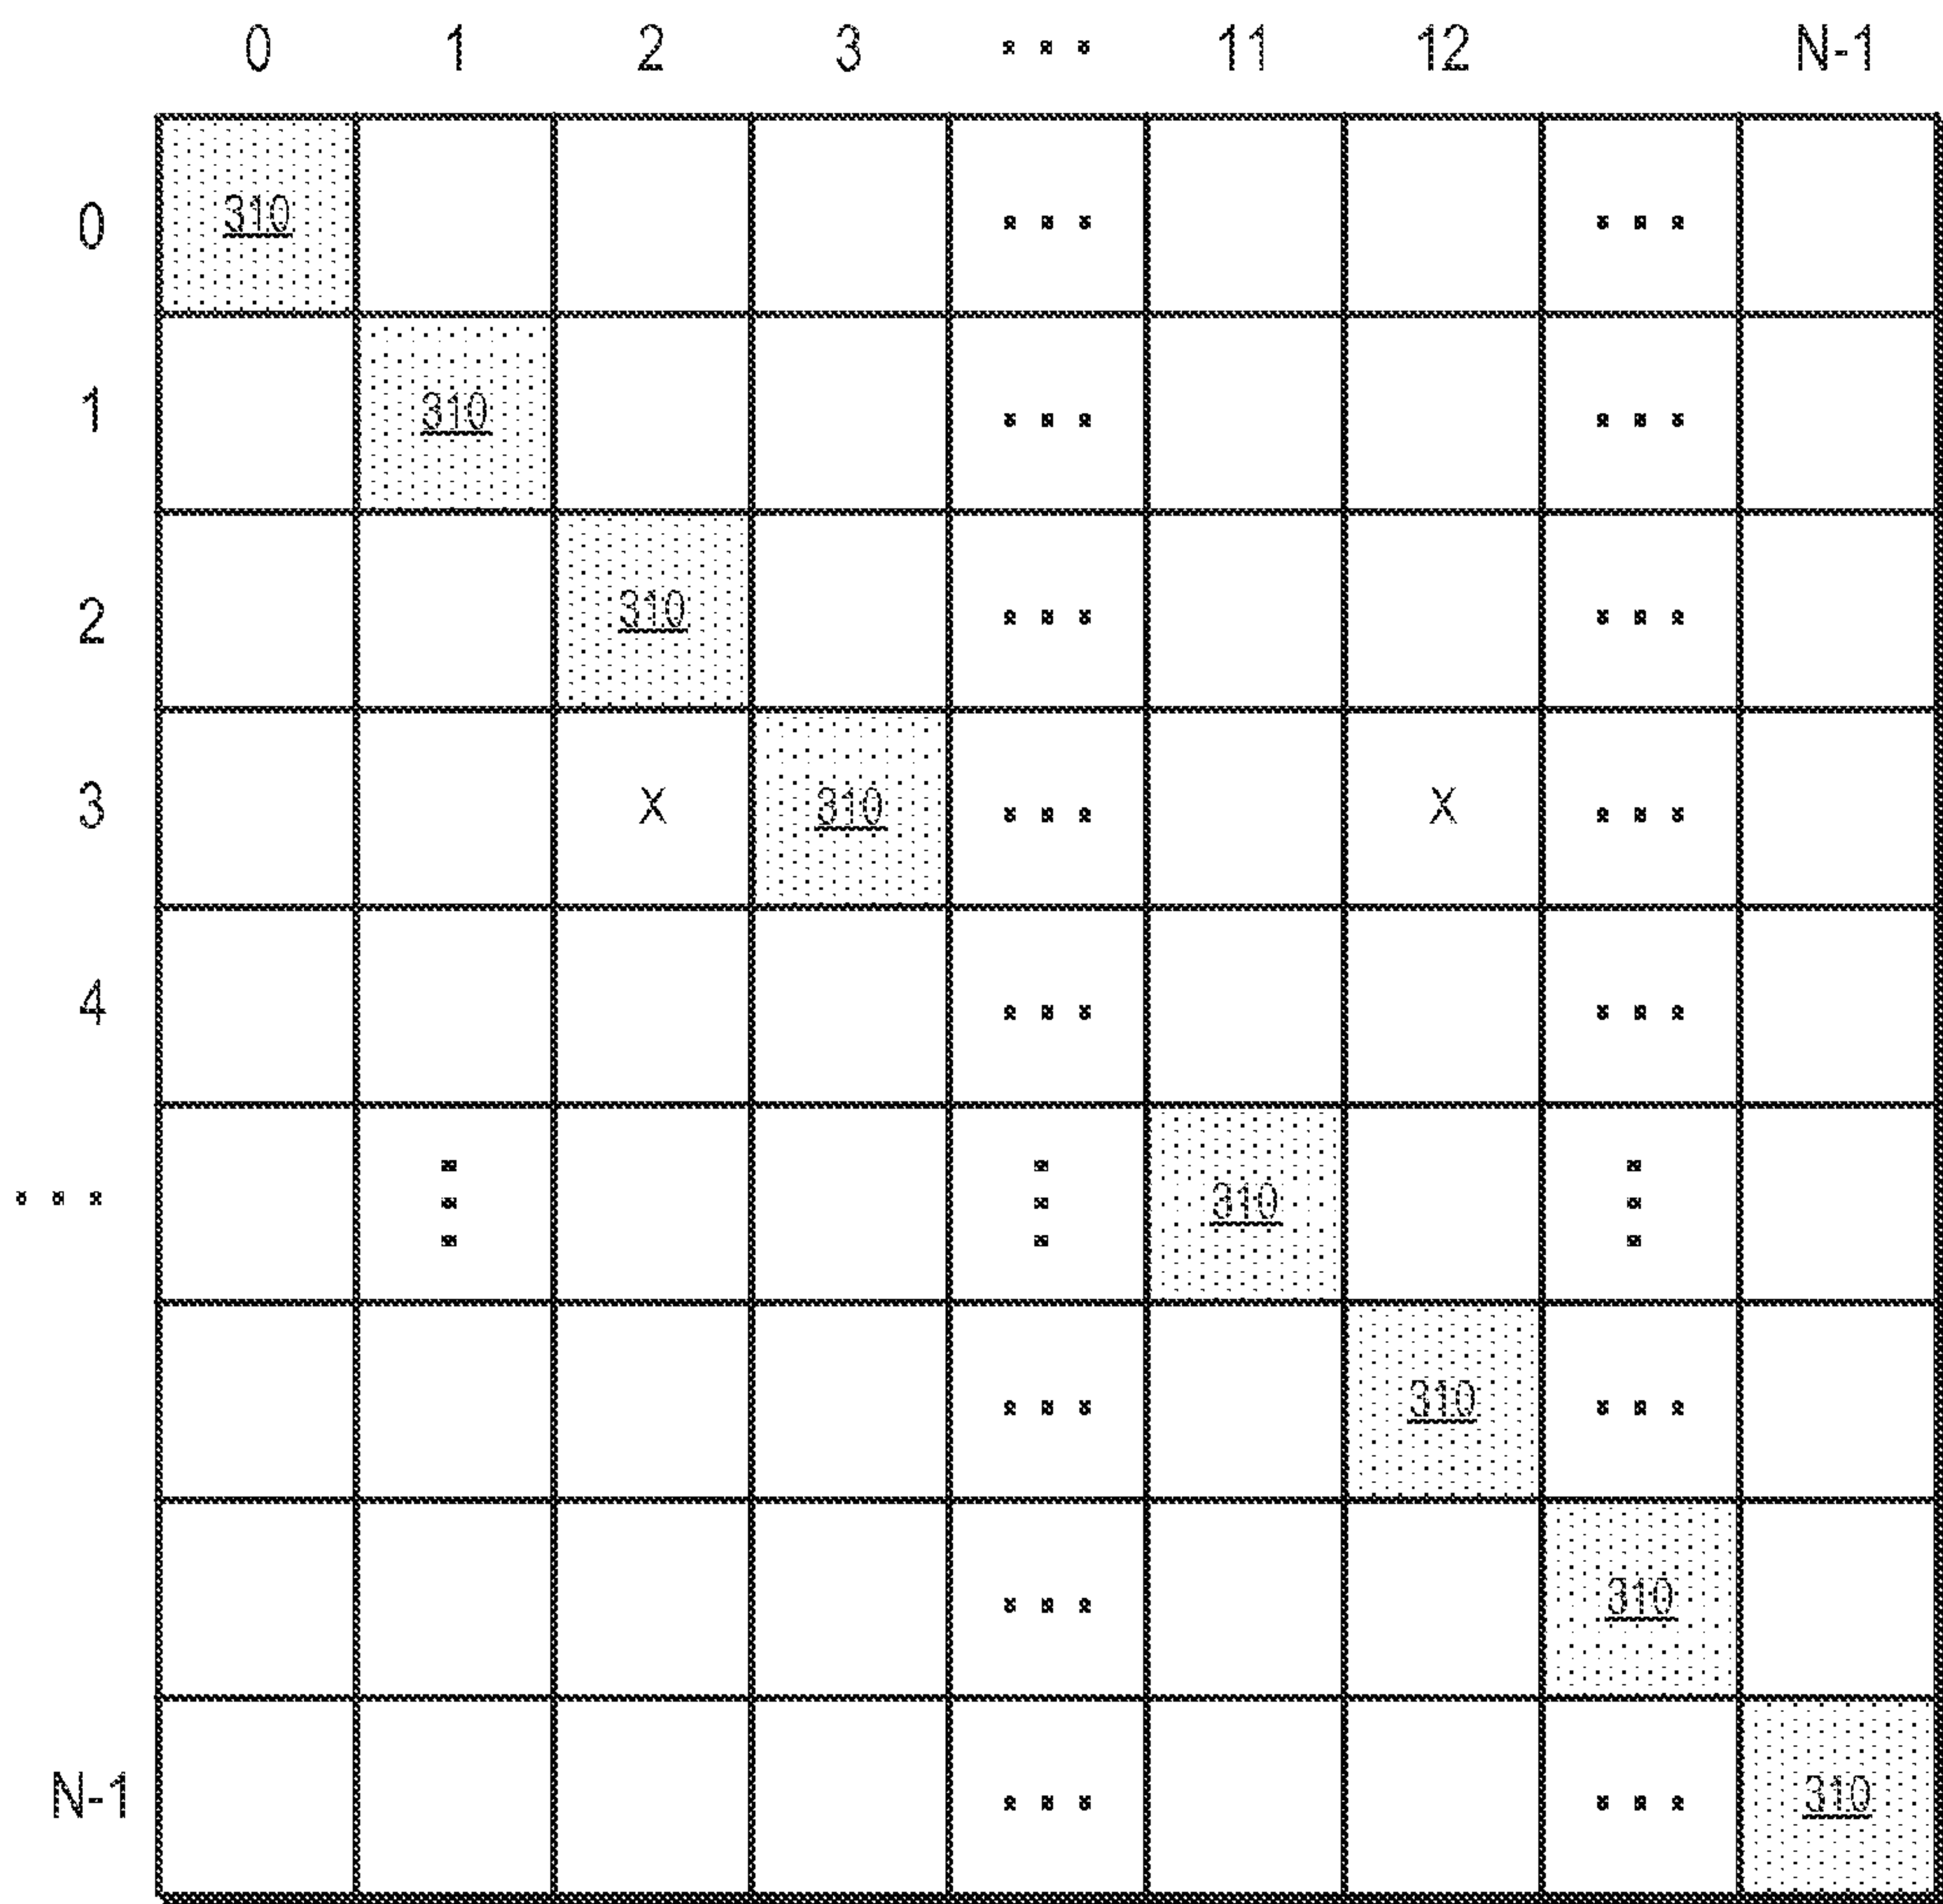 0 1 2 3 ... 11 12 N-1
0 310 ... ...
1 310 ... ...
2 310 ... ...
3 X 310 ... X ...
4 ... ...
... ⋮ ⋮ 310 ⋮
... 310 ...
... 310
N-1 ... ... 310